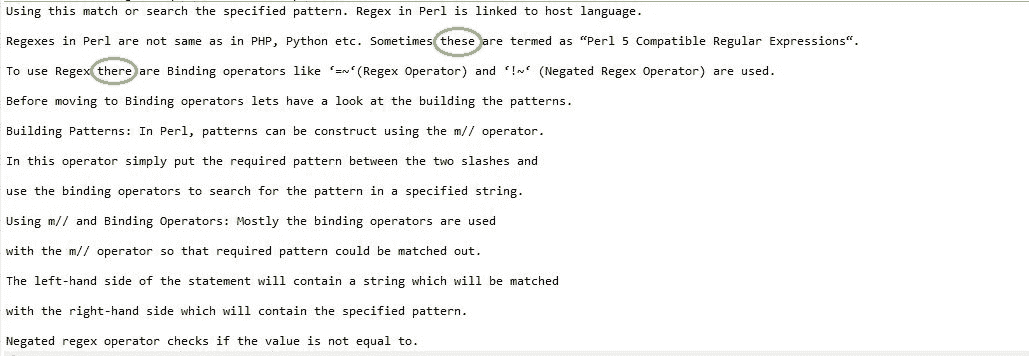 Using this match or search the specified pattern. Regex in Perl is linked to host language.
Regexes in Perl are not same as in PHP, Python etc. Sometimes these are termed as “Perl 5 Compatible Regular Expressions“.
To use Regex there are Binding operators like ‘=~‘(Regex Operator) and ‘!~‘ (Negated Regex Operator) are used.
Before moving to Binding operators lets have a look at the building the patterns.
Building Patterns: In Perl, patterns can be construct using the m// operator.
In this operator simply put the required pattern between the two slashes and
use the binding operators to search for the pattern in a specified string.
Using m// and Binding Operators: Mostly the binding operators are used
with the m// operator so that required pattern could be matched out.
The left-hand side of the statement will contain a string which will be matched
with the right-hand side which will contain the specified pattern.
Negated regex operator checks if the value is not equal to.